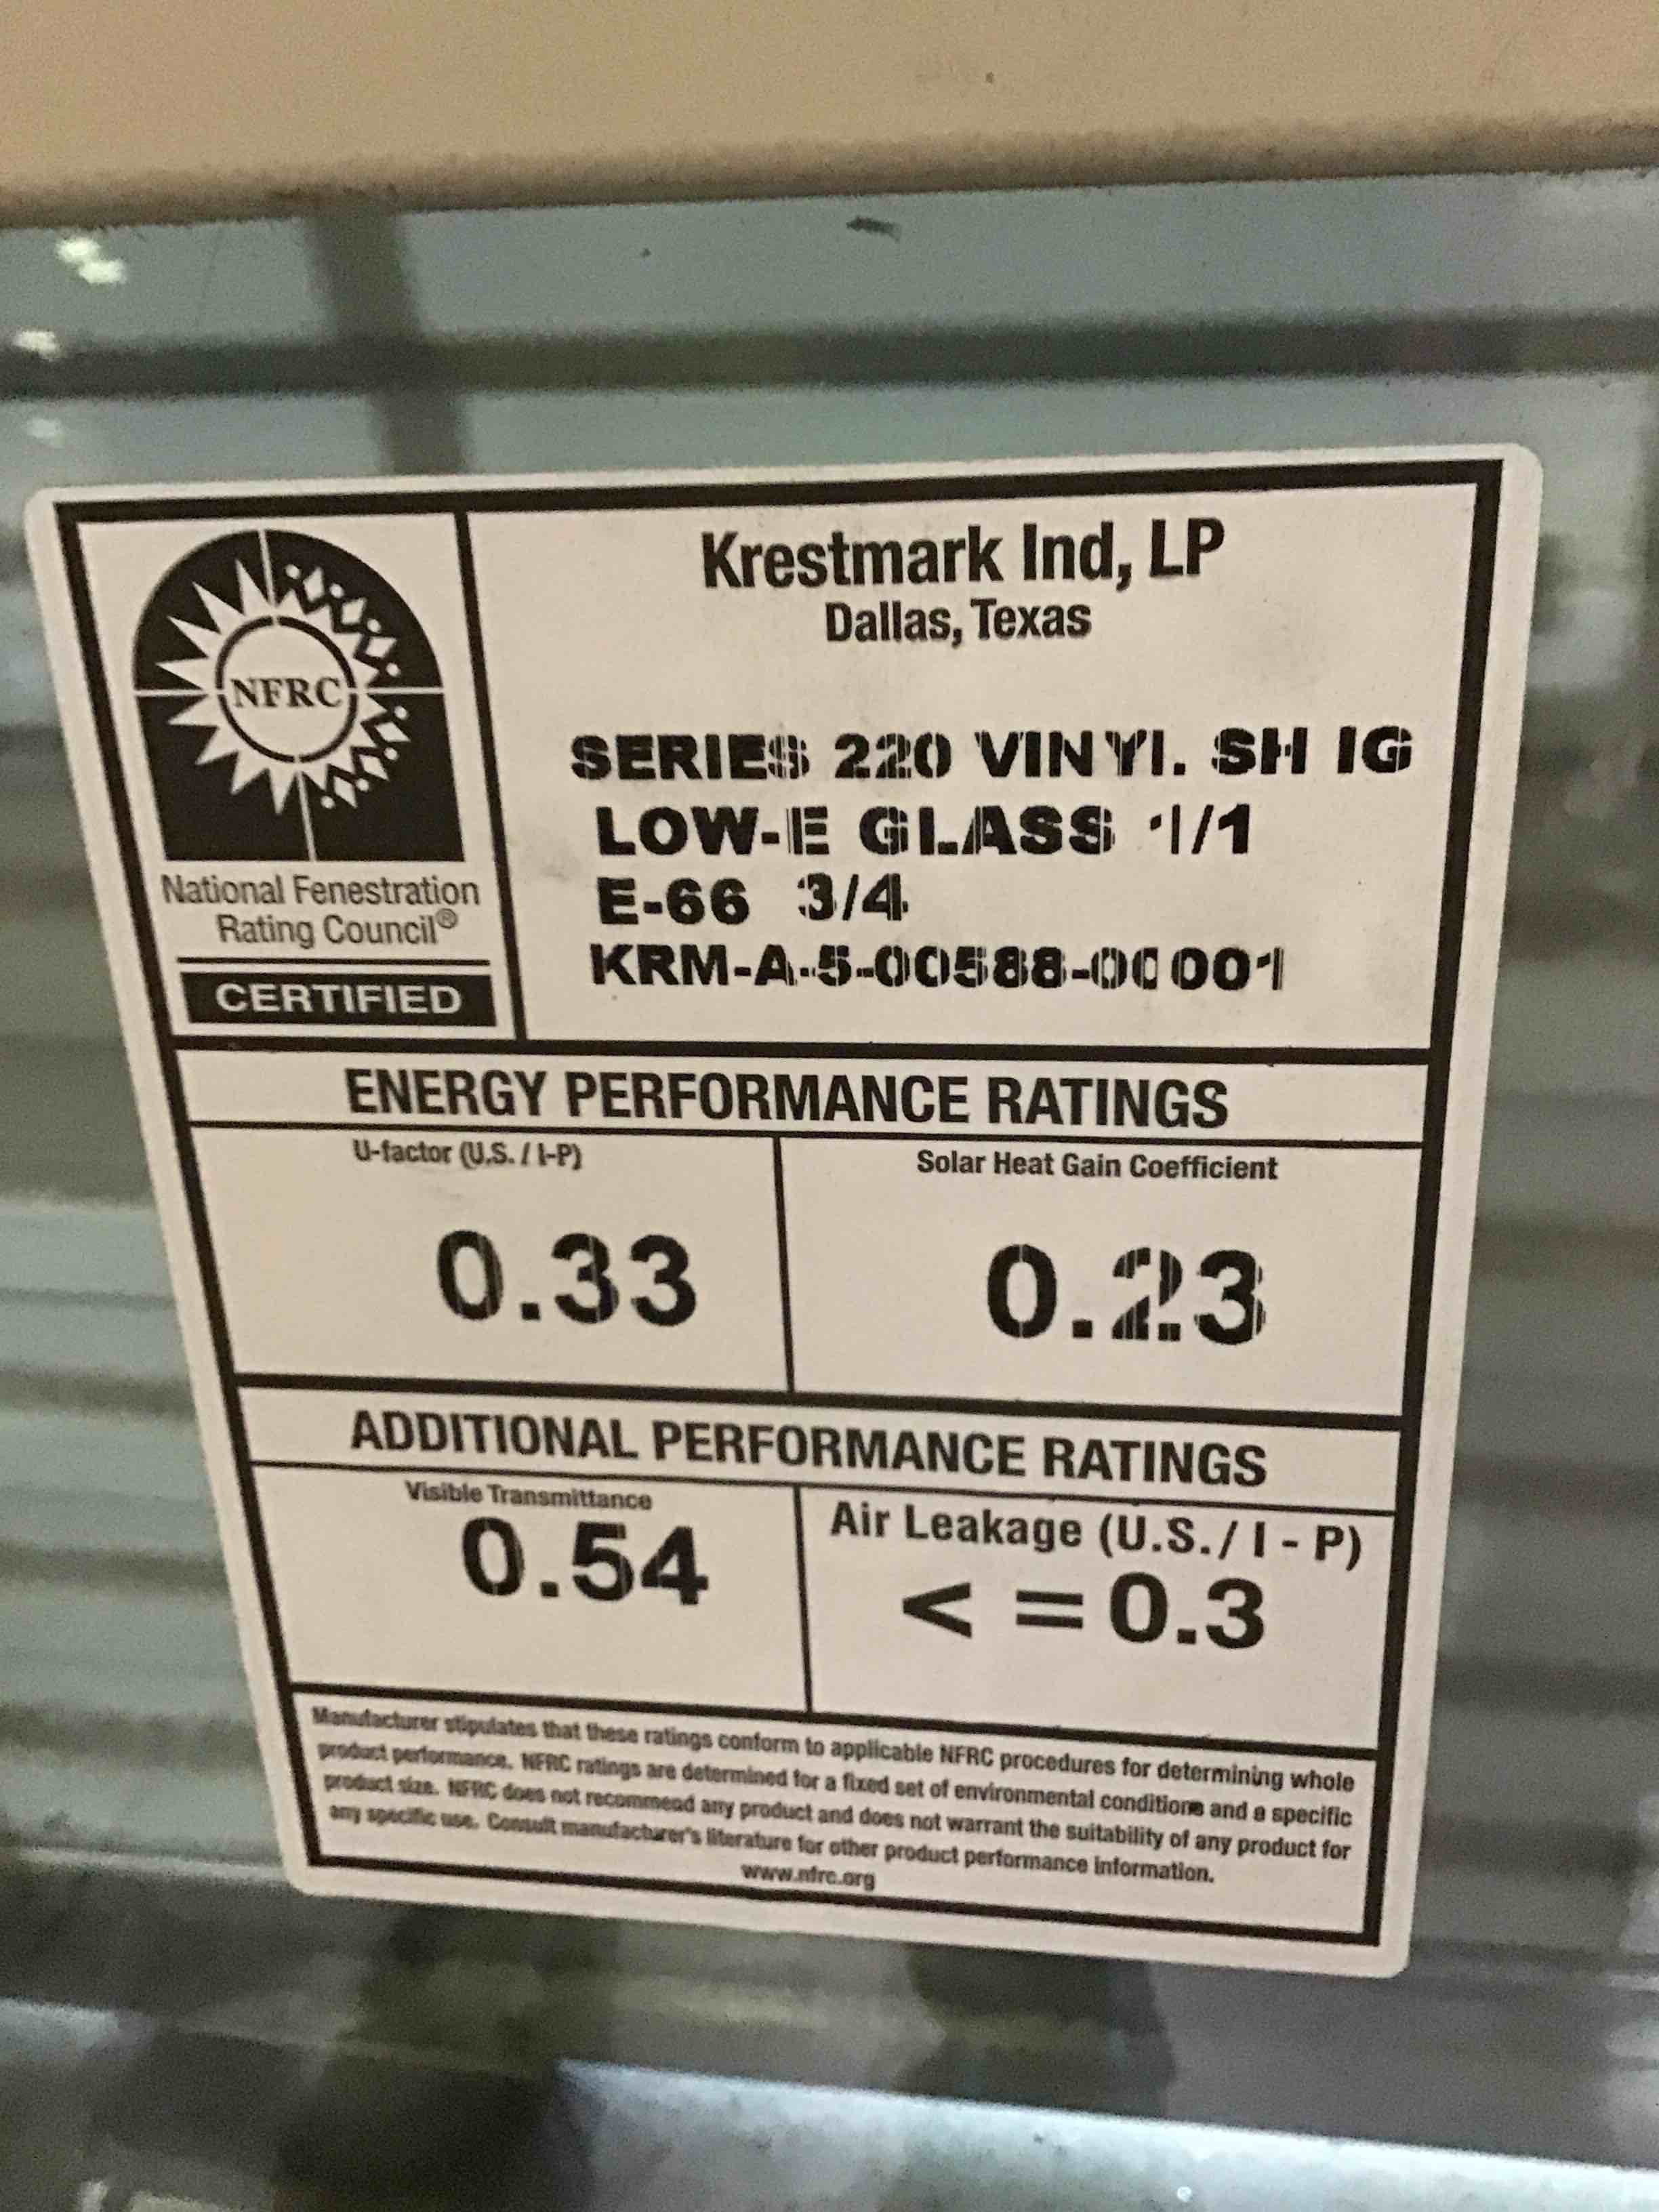 Krestmark Ind, LP
Dallas, Texas
NFRC
National Fenestration
Rating Council®
CERTIFIED
SERIES 220 VINYL SH IG
LOW-E GLASS 1/1
E-66 3/4
KRM-A-5-00588-00001
ENERGY PERFORMANCE RATINGS
U-factor (U.S. / I-P)
0.33
Solar Heat Gain Coefficient
0.23
ADDITIONAL PERFORMANCE RATINGS
Visible Transmittance
0.54
Air Leakage (U.S. / I - P)
< = 0.3
Manufacturer stipulates that these ratings conform to applicable NFRC procedures for determining whole
product performance. NFRC ratings are determined for a fixed set of environmental conditions and a specific
product size. NFRC does not recommend any product and does not warrant the suitability of any product for
any specific use. Consult manufacturer's literature for other product performance information.
www.nfrc.org